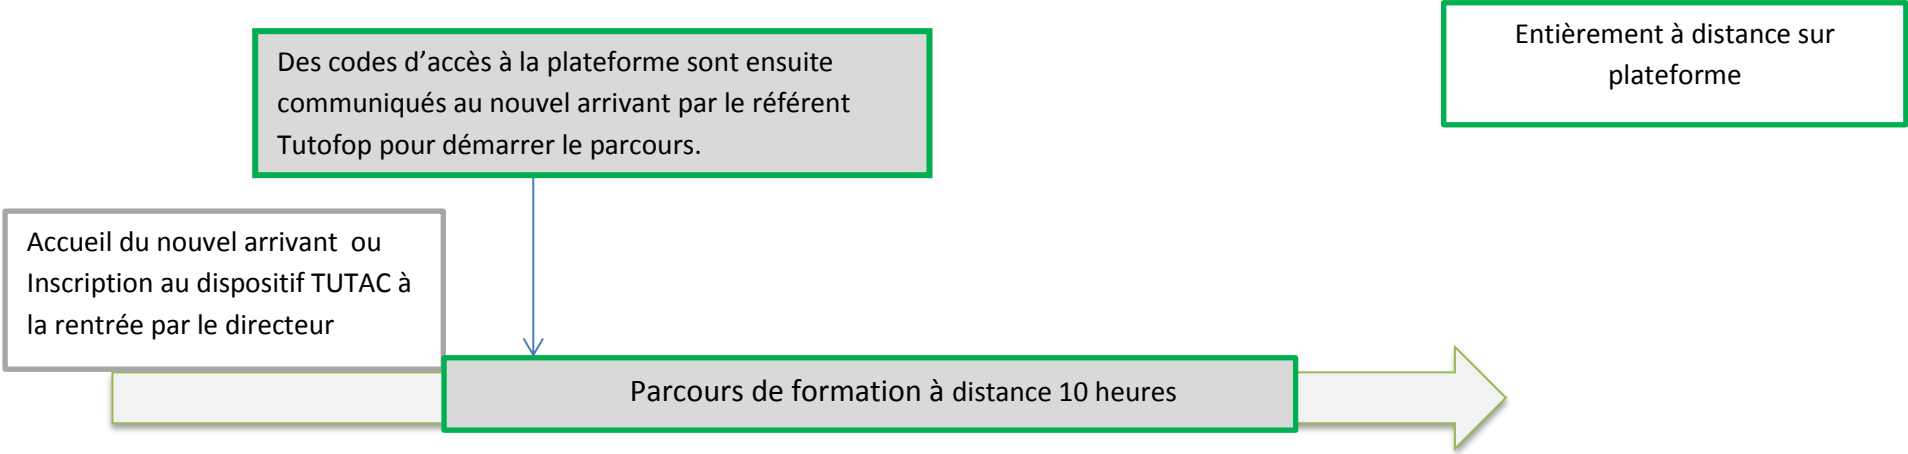 Entièrement à distance sur
plateforme
Des codes d’accès à la plateforme sont ensuite
communiqués au nouvel arrivant par le référent
Tutofop pour démarrer le parcours.
Accueil du nouvel arrivant  ou
Inscription au dispositif TUTAC à
la rentrée par le directeur
Parcours de formation à distance 10 heures